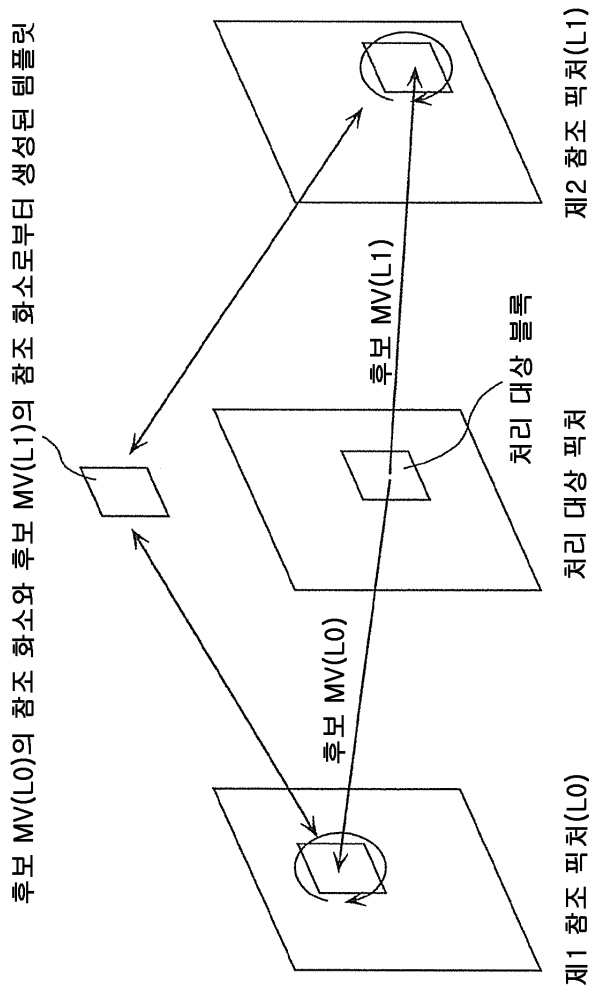 후보 MV(L0)의 참조 화소와 후보 MV(L1)의 참조 화소로부터 생성된 템플릿
후보 MV(L0)
후보 MV(L1)
처리 대상 블록
제1 참조 픽처(L0)
처리 대상 픽처
제2 참조 픽처(L1)